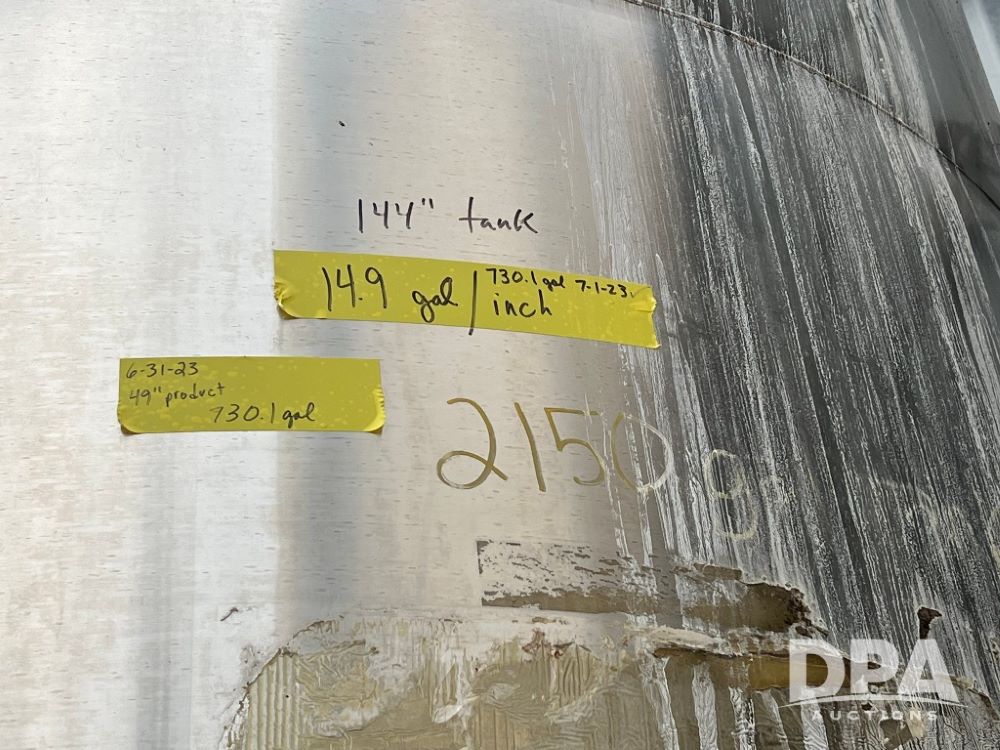 144" tank
14.9 gal/inch
730.1 gal 7-1-23
6-31-23
49" product
730.1 gal
2150 g
DPA
AUCTIONS